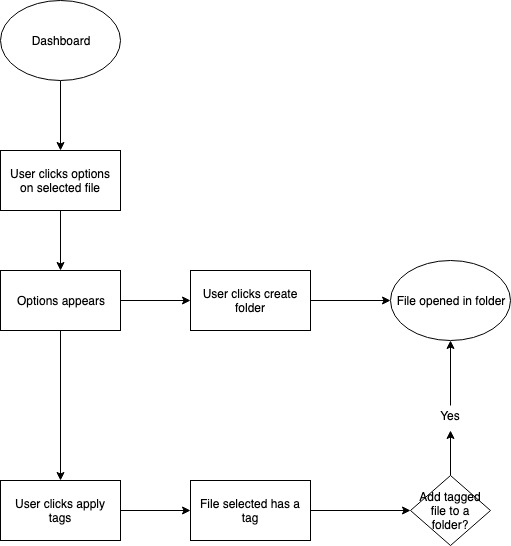 Dashboard
User clicks options
on selected file
Options appears
User clicks create
folder
File opened in folder
Yes
User clicks apply
tags
File selected has a
tag
Add tagged
file to a
folder?